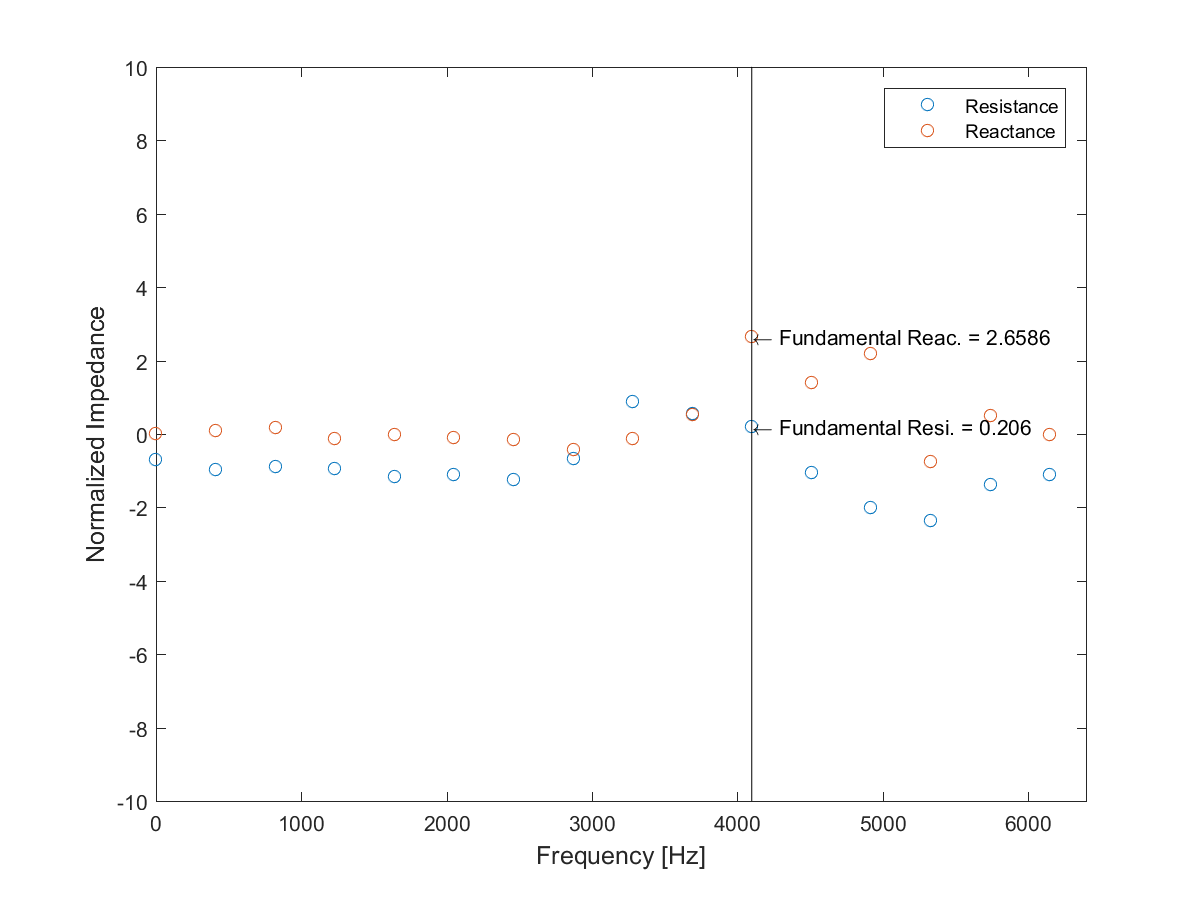 10
8
6
4
2
0
-2
-4
-6
-8
-10
Normalized Impedance
Resistance
Reactance
← Fundamental Reac. = 2.6586
← Fundamental Resi. = 0.206
0 1000 2000 3000 4000 5000 6000
Frequency [Hz]